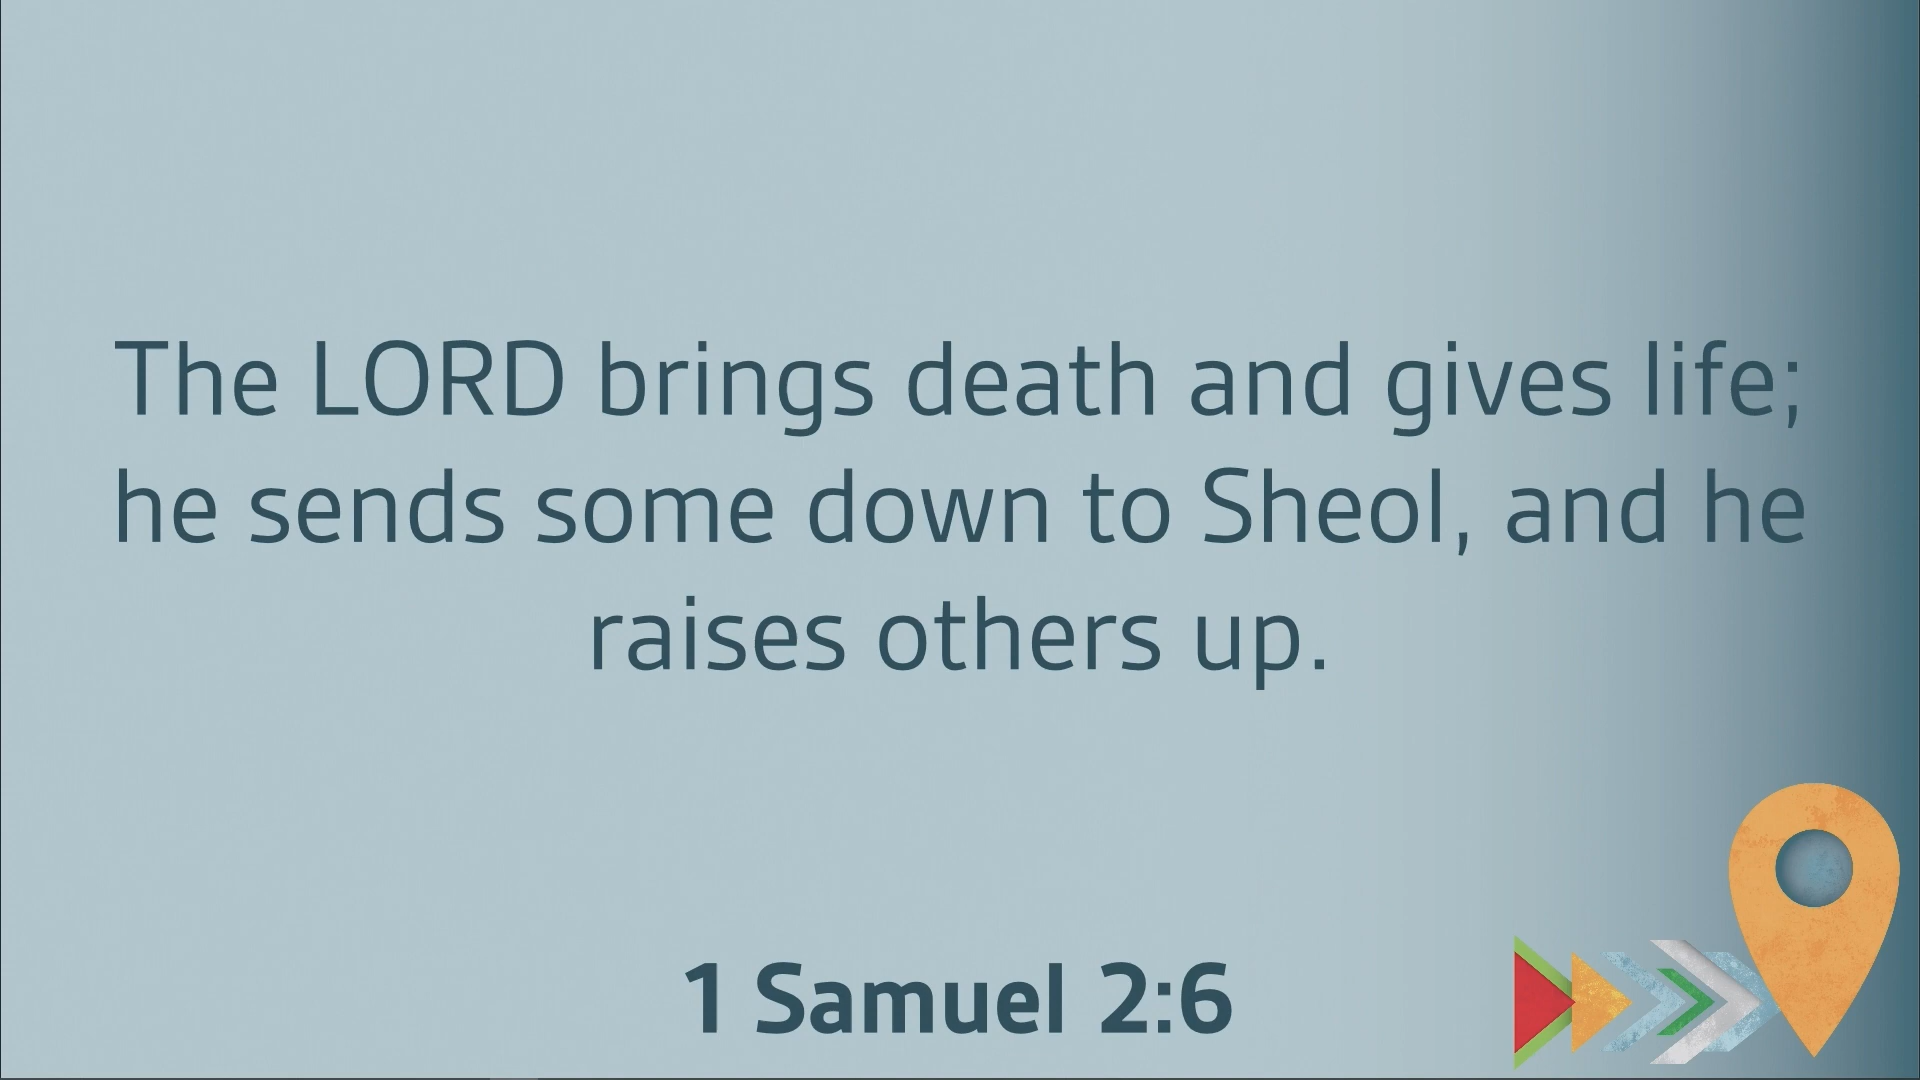 The LORD brings death and gives life;
he sends some down to Sheol, and he
raises others up.
1 Samuel 2:6